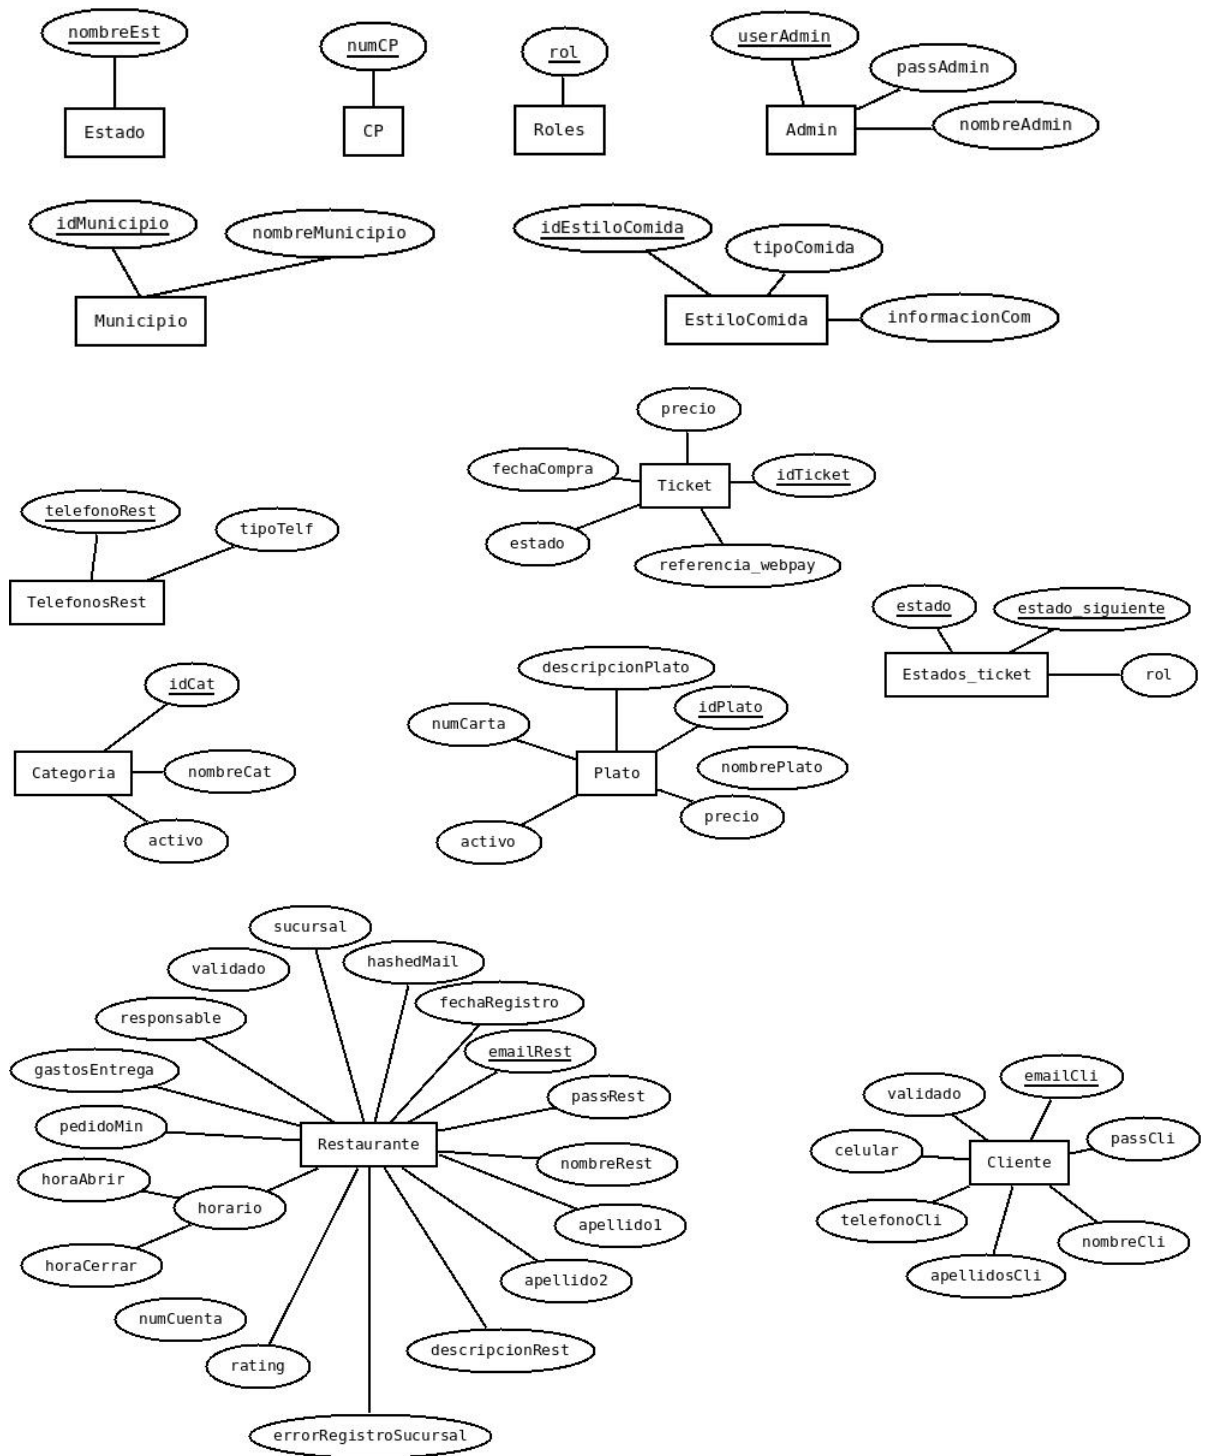 nombreEst
numCP
rol
userAdmin
passAdmin
nombreAdmin
Estado
CP
Roles
Admin
idMunicipio
nombreMunicipio
Municipio
idEstiloComida
tipoComida
EstiloComida
informacionCom
precio
fechaCompra
Ticket
idTicket
estado
referencia_webpay
telefonoRest
tipoTelf
TelefonosRest
estado
estado_siguiente
Estados_ticket
rol
idCat
Categoria
nombreCat
activo
descripcionPlato
numCarta
idPlato
Plato
nombrePlato
precio
activo
sucursal
validado
hashedMail
responsable
fechaRegistro
gastosEntrega
emailRest
pedidoMin
passRest
Restaurante
nombreRest
horaAbrir
horario
apellido1
horaCerrar
apellido2
numCuenta
rating
descripcionRest
errorRegistroSucursal
validado
emailCli
celular
Cliente
passCli
telefonoCli
nombreCli
apellidosCli